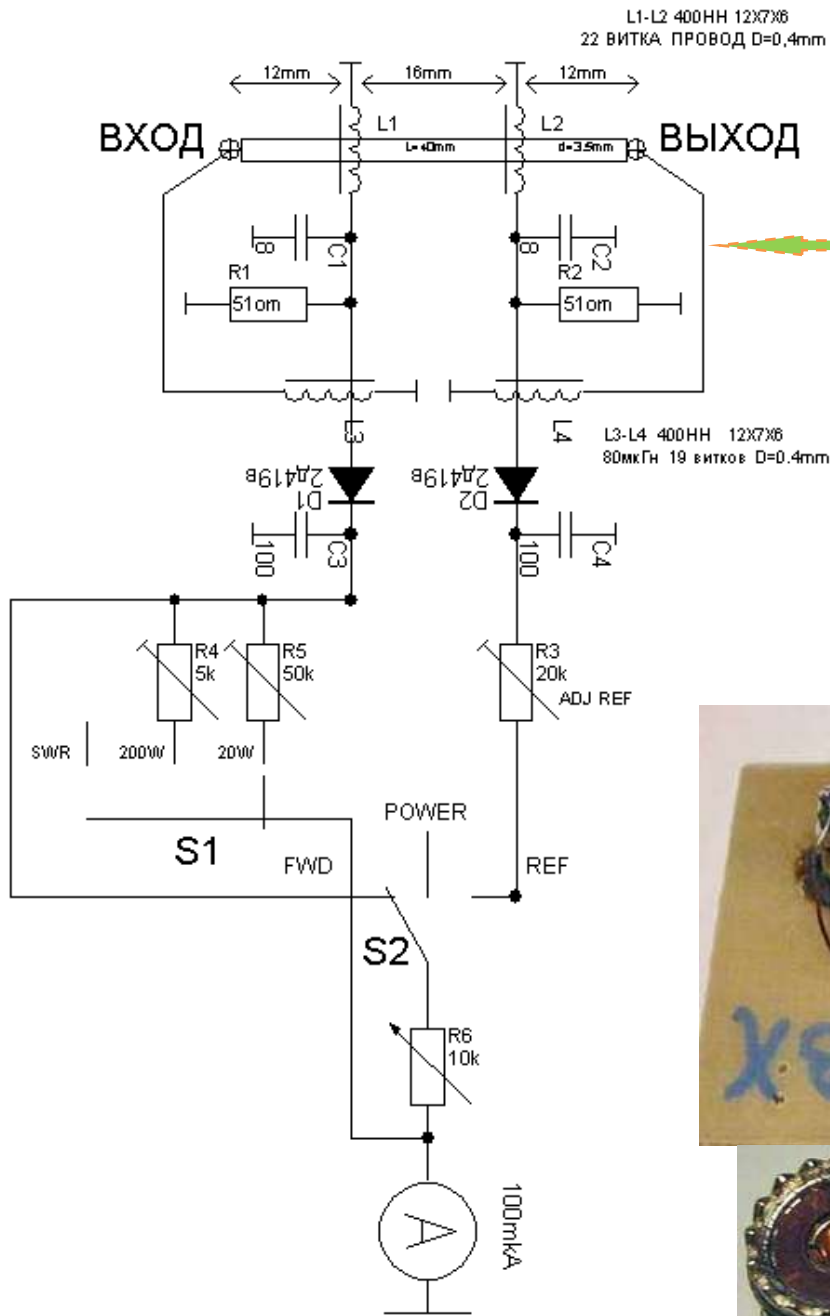 L1-L2 400НН 12X7X6
22 ВИТКА ПРОВОД D=0,4mm
12mm
16mm
12mm
L1
L2
ВХОД
L=40mm
d=3.5mm
ВЫХОД
8
C1
8
C2
R1
51om
R2
51om
L3
L4
L3-L4 400НН 12X7X6
80мкГн 19 витков D=0.4mm
2д419в
D1
2д419в
D2
100
C3
100
C4
R4
5k
R5
50k
R3
20k
ADJ REF
SWR
200W
20W
POWER
S1
FWD
REF
S2
R6
10k
A
100mkA